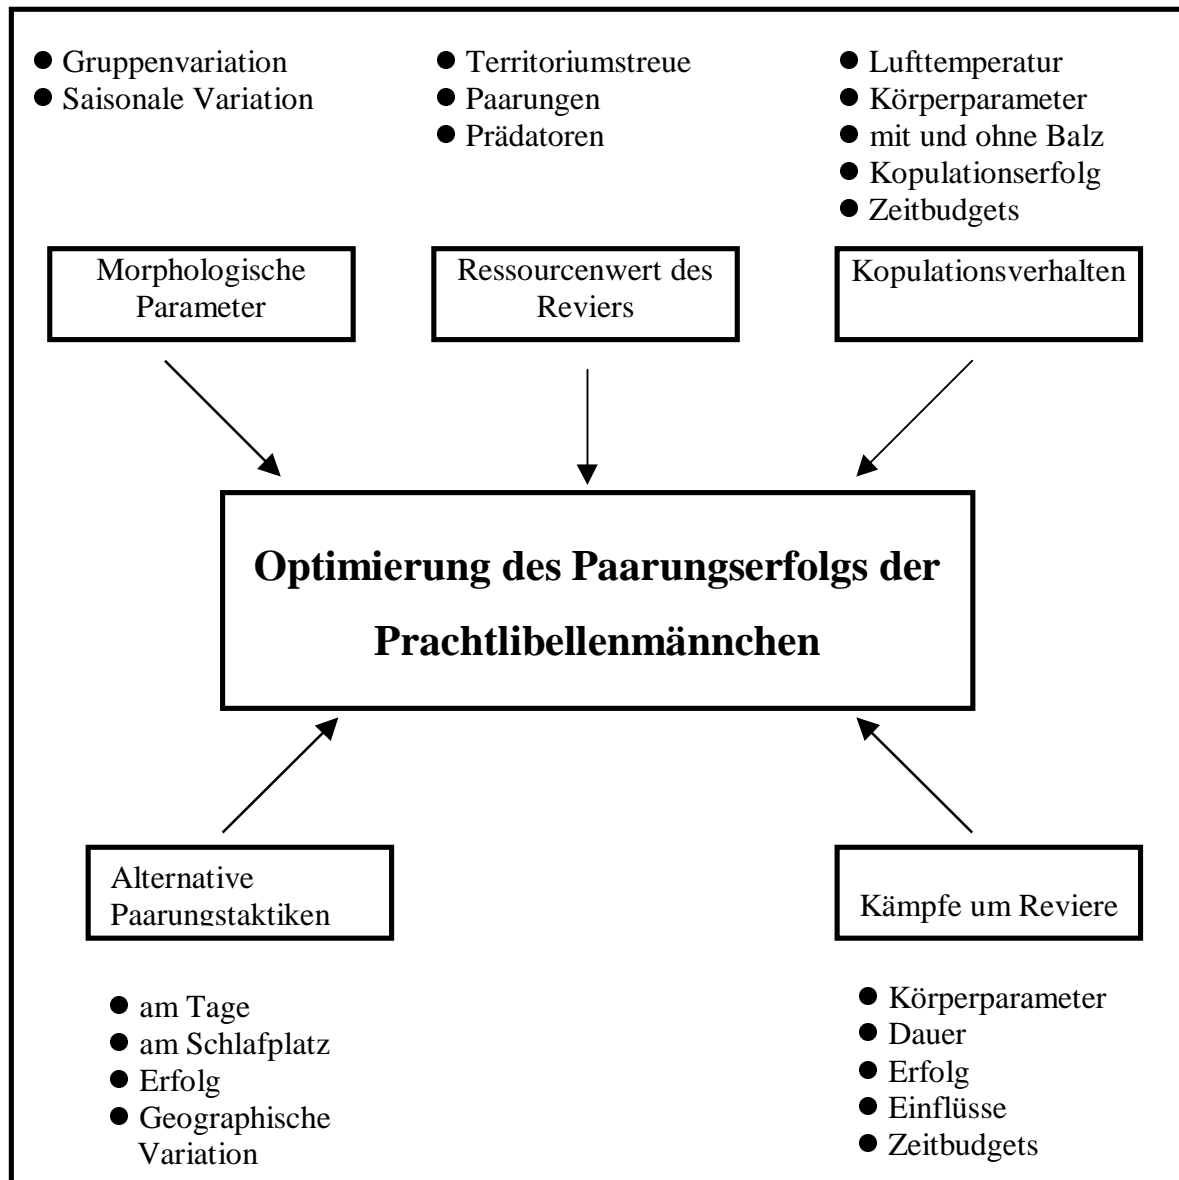 ● Gruppenvariation
● Saisonale Variation
● Territoriumstreue
● Paarungen
● Prädatoren
● Lufttemperatur
● Körperparameter
● mit und ohne Balz
● Kopulationserfolg
● Zeitbudgets
Morphologische
Parameter
Ressourcenwert des
Reviers
Kopulationsverhalten
Optimierung des Paarungserfolgs der
Prachtlibellenmännchen
Alternative
Paarungstaktiken
Kämpfe um Reviere
● am Tage
● am Schlafplatz
● Erfolg
● Geographische
Variation
● Körperparameter
● Dauer
● Erfolg
● Einflüsse
● Zeitbudgets